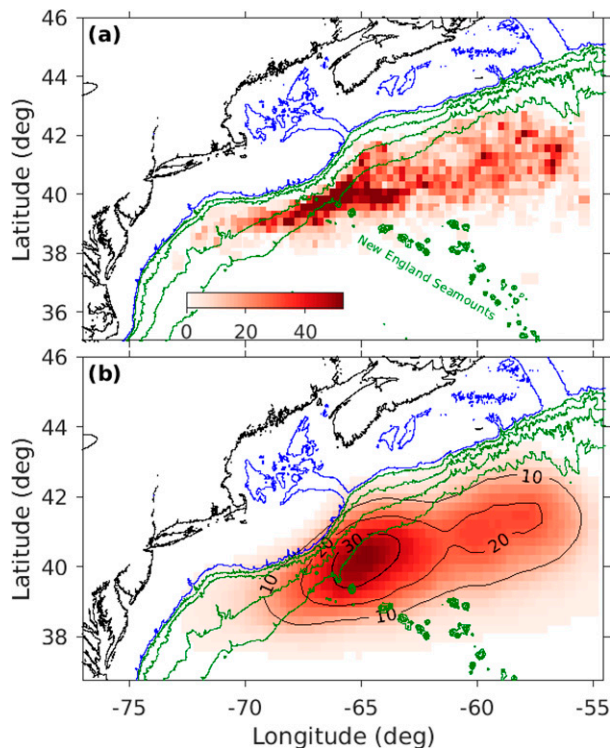 (a)
46
44
42
40
38
36
Latitude (deg)
New England Seamounts
0 20 40
(b)
46
44
42
40
38
Latitude (deg)
10
20
30
10
20
10
-75 -70 -65 -60 -55
Longitude (deg)